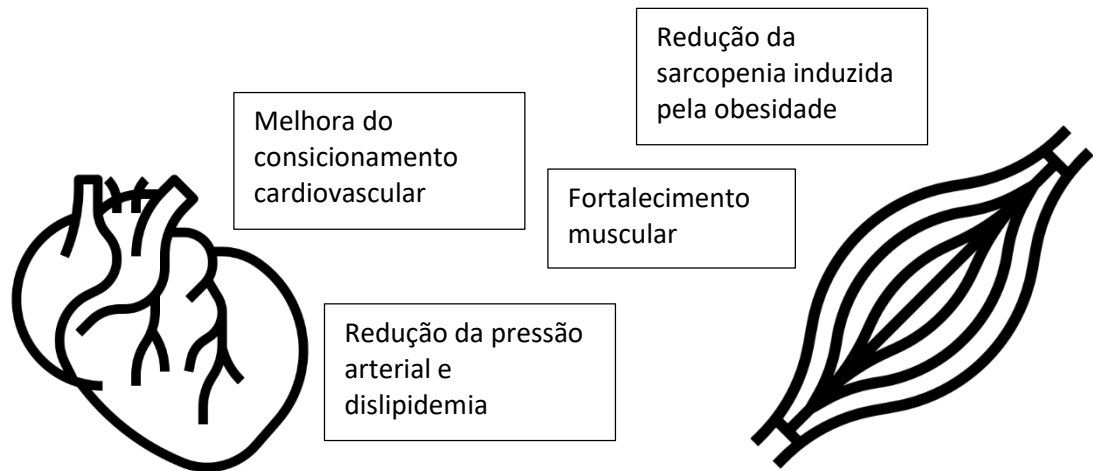 Redução da
sarcopenia induzida
pela obesidade
Melhora do
consicionamento
cardiovascular
Fortalecimento
muscular
Redução da pressão
arterial e
dislipidemia